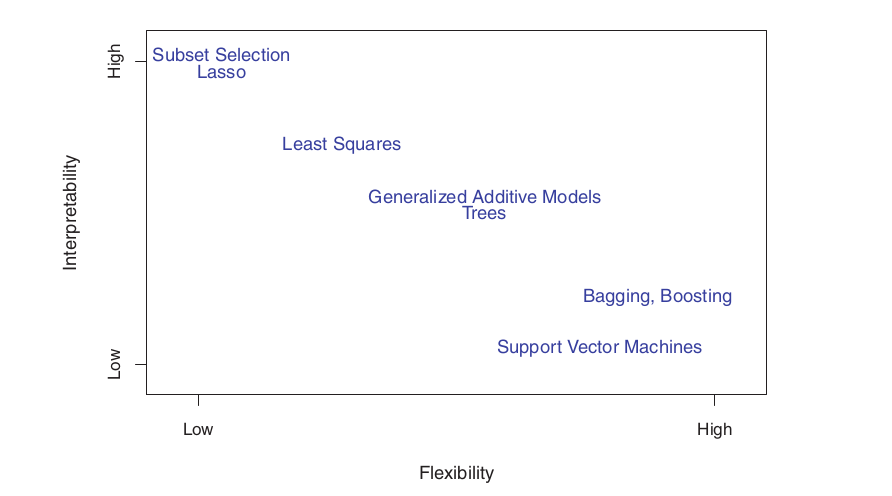 High
Subset Selection
Lasso
Least Squares
Interpretability
Generalized Additive Models
Trees
Bagging, Boosting
Support Vector Machines
Low
Low
High
Flexibility